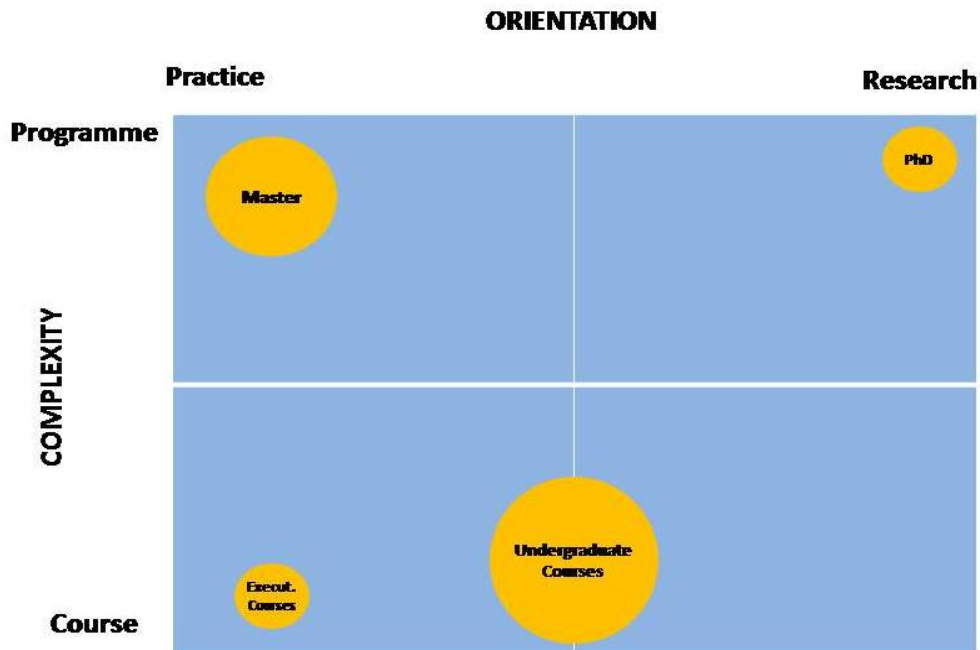 ORIENTATION
Practice
Research
Programme
PhD
Master
COMPLEXITY
Undergraduate
Courses
Execut.
Courses
Course